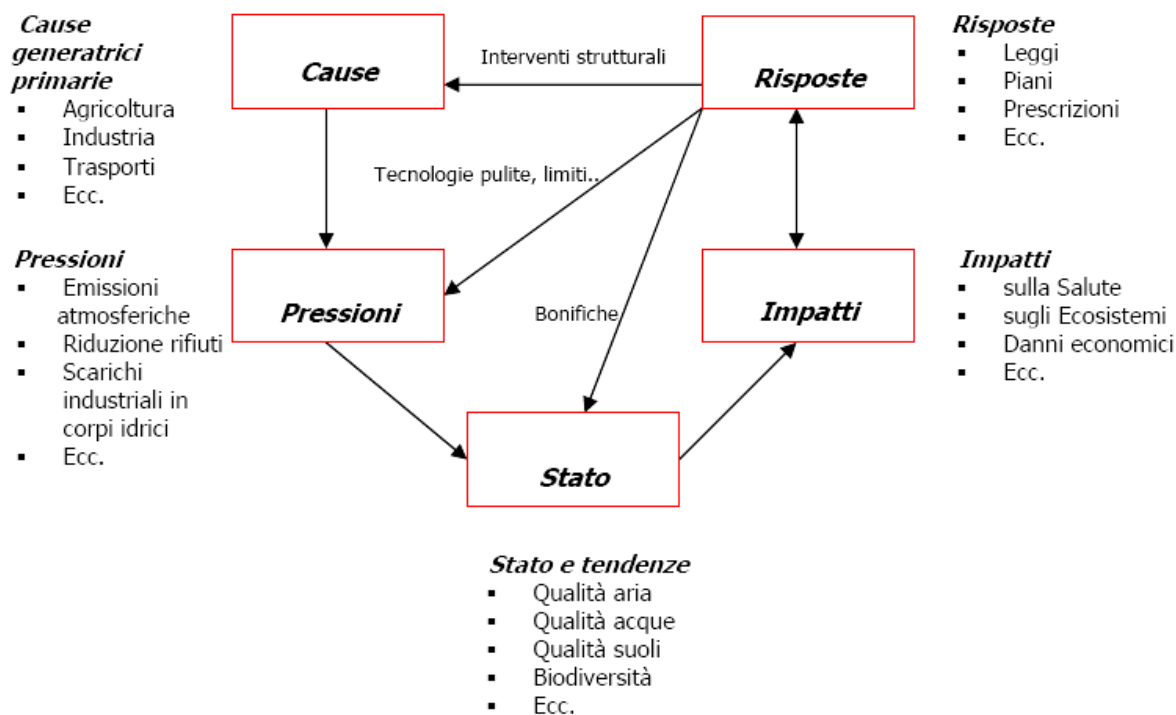 Cause
generatrici
primarie
▪ Agricoltura
▪ Industria
▪ Trasporti
▪ Ecc.
Cause
Interventi strutturali
Risposte
Risposte
▪ Leggi
▪ Piani
▪ Prescrizioni
▪ Ecc.
Tecnologie pulite, limiti..
Pressioni
▪ Emissioni
atmosferiche
▪ Riduzione rifiuti
▪ Scarichi
industriali in
corpi idrici
▪ Ecc.
Pressioni
Bonifiche
Impatti
Impatti
▪ sulla Salute
▪ sugli Ecosistemi
▪ Danni economici
▪ Ecc.
Stato
Stato e tendenze
▪ Qualità aria
▪ Qualità acque
▪ Qualità suoli
▪ Biodiversità
▪ Ecc.